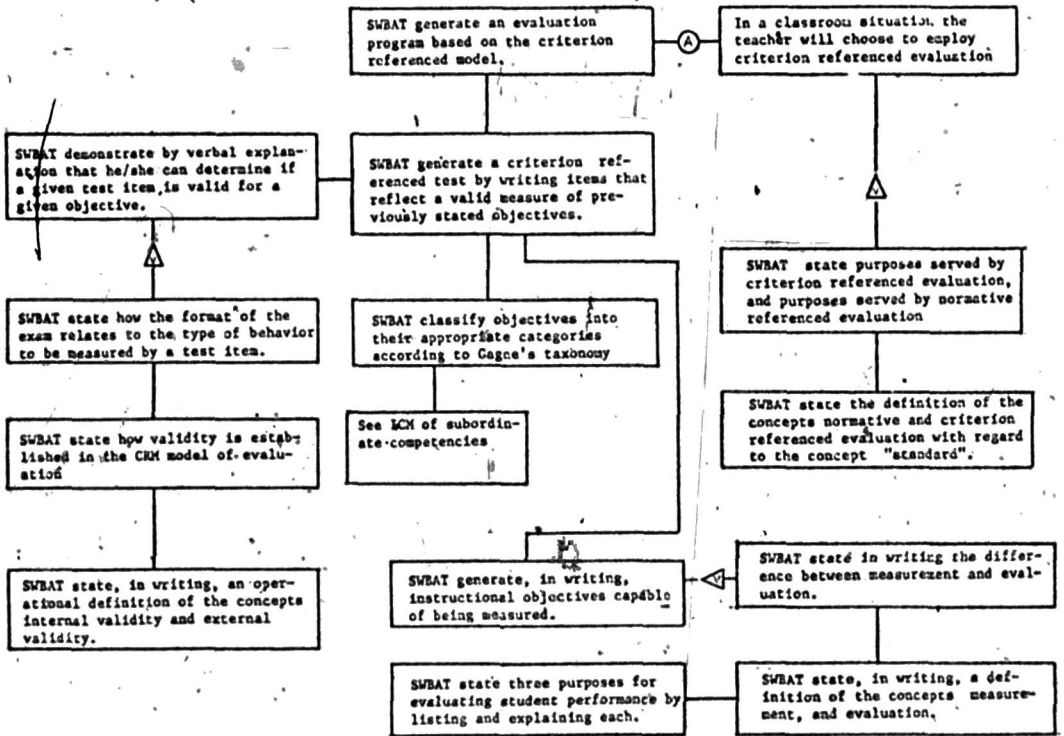 SWBAT generate an evaluation
program based on the criterion
referenced model.
A
In a classroom situation the
teacher will choose to employ
criterion referenced evaluation
SWBAT demonstrate by verbal explan-
ation that he/she can determine if
a given test item is valid for a
given objective.
SWBAT generate a criterion ref-
erenced test by writing items that
reflect a valid measure of pre-
viously stated objectives.
V
V
SWBAT state purposes served by
criterion referenced evaluation,
and purposes served by normative
referenced evaluation
SWBAT state how the format of the
exam relates to the type of behavior
to be measured by a test item.
SWBAT classify objectives into
their appropriate categories
according to Gagne's taxonomy
SWBAT state the definition of the
concepts normative and criterion
referenced evaluation with regard
to the concept "standard".
See LCM of subordin-
ate competencies
SWBAT state how validity is estab-
lished in the CRM model of evalu-
ation
SWBAT state, in writing, an oper-
ational definition of the concepts
internal validity and external
validity.
SWBAT generate, in writing,
instructional objectives capable
of being measured.
V
SWBAT state in writing the differ-
ence between measurement and eval-
uation.
SWBAT state three purposes for
evaluating student performance by
listing and explaining each.
SWBAT state, in writing, a def-
inition of the concepts measure-
ment, and evaluation.